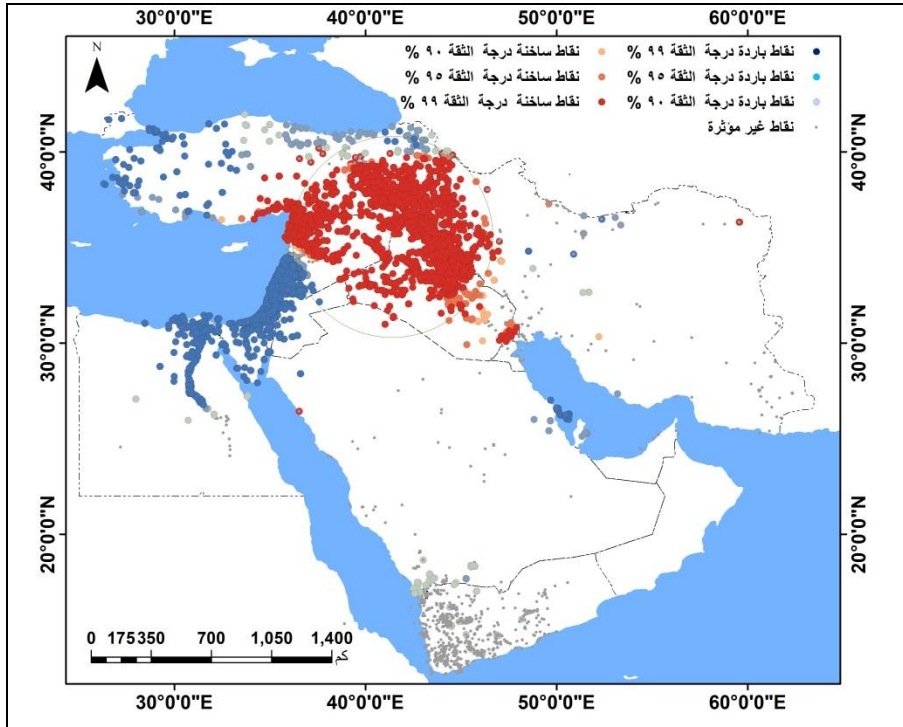 30°0'0"E 40°0'0"E 50°0'0"E 60°0'0"E
N
نقاط باردة درجة الثقة ٩٩ %
نقاط باردة درجة الثقة ٩٥ %
نقاط باردة درجة الثقة ٩٠ %
نقاط غير مؤثرة
نقاط ساخنة درجة الثقة ٩٠ %
نقاط ساخنة درجة الثقة ٩٥ %
نقاط ساخنة درجة الثقة ٩٩ %
40°0'0"N 40°0'0"N
30°0'0"N 30°0'0"N
20°0'0"N 20°0'0"N
0 175 350 700 1,050 1,400
كم
30°0'0"E 40°0'0"E 50°0'0"E 60°0'0"E